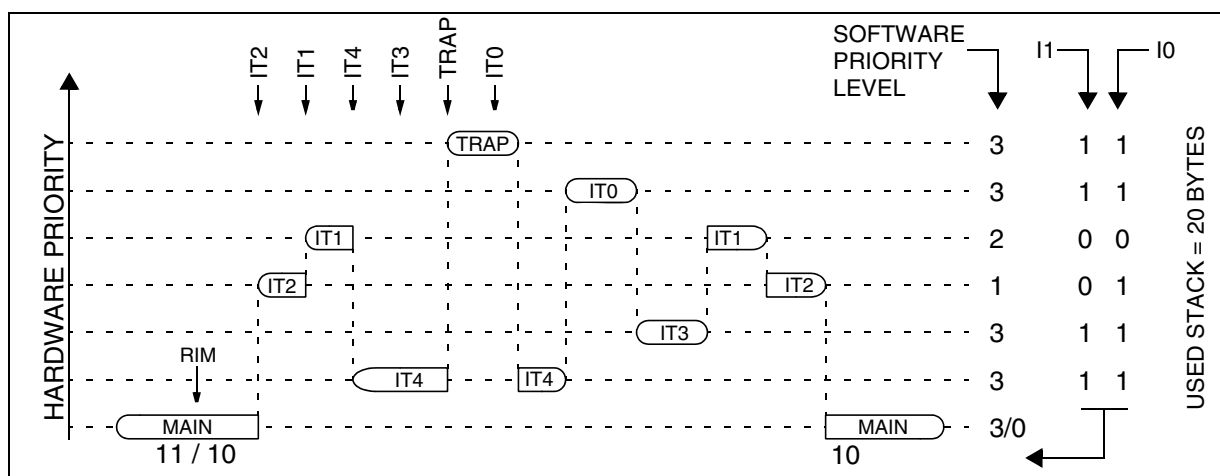 IT2
IT1
IT4
IT3
TRAP
IT0
SOFTWARE
PRIORITY
LEVEL
I1
I0
HARDWARE PRIORITY
USED STACK = 20 BYTES
TRAP
3 1 1
IT0
3 1 1
IT1 IT1
2 0 0
IT2 IT2
1 0 1
IT3
3 1 1
RIM
IT4 IT4
3 1 1
MAIN MAIN
3/0
11 / 10
10